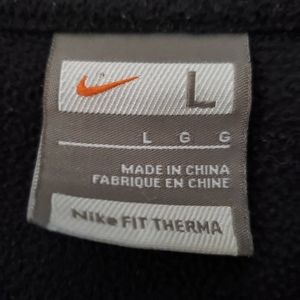 L
L G G
MADE IN CHINA
FABRIQUE EN CHINE
NIKE FIT THERMA